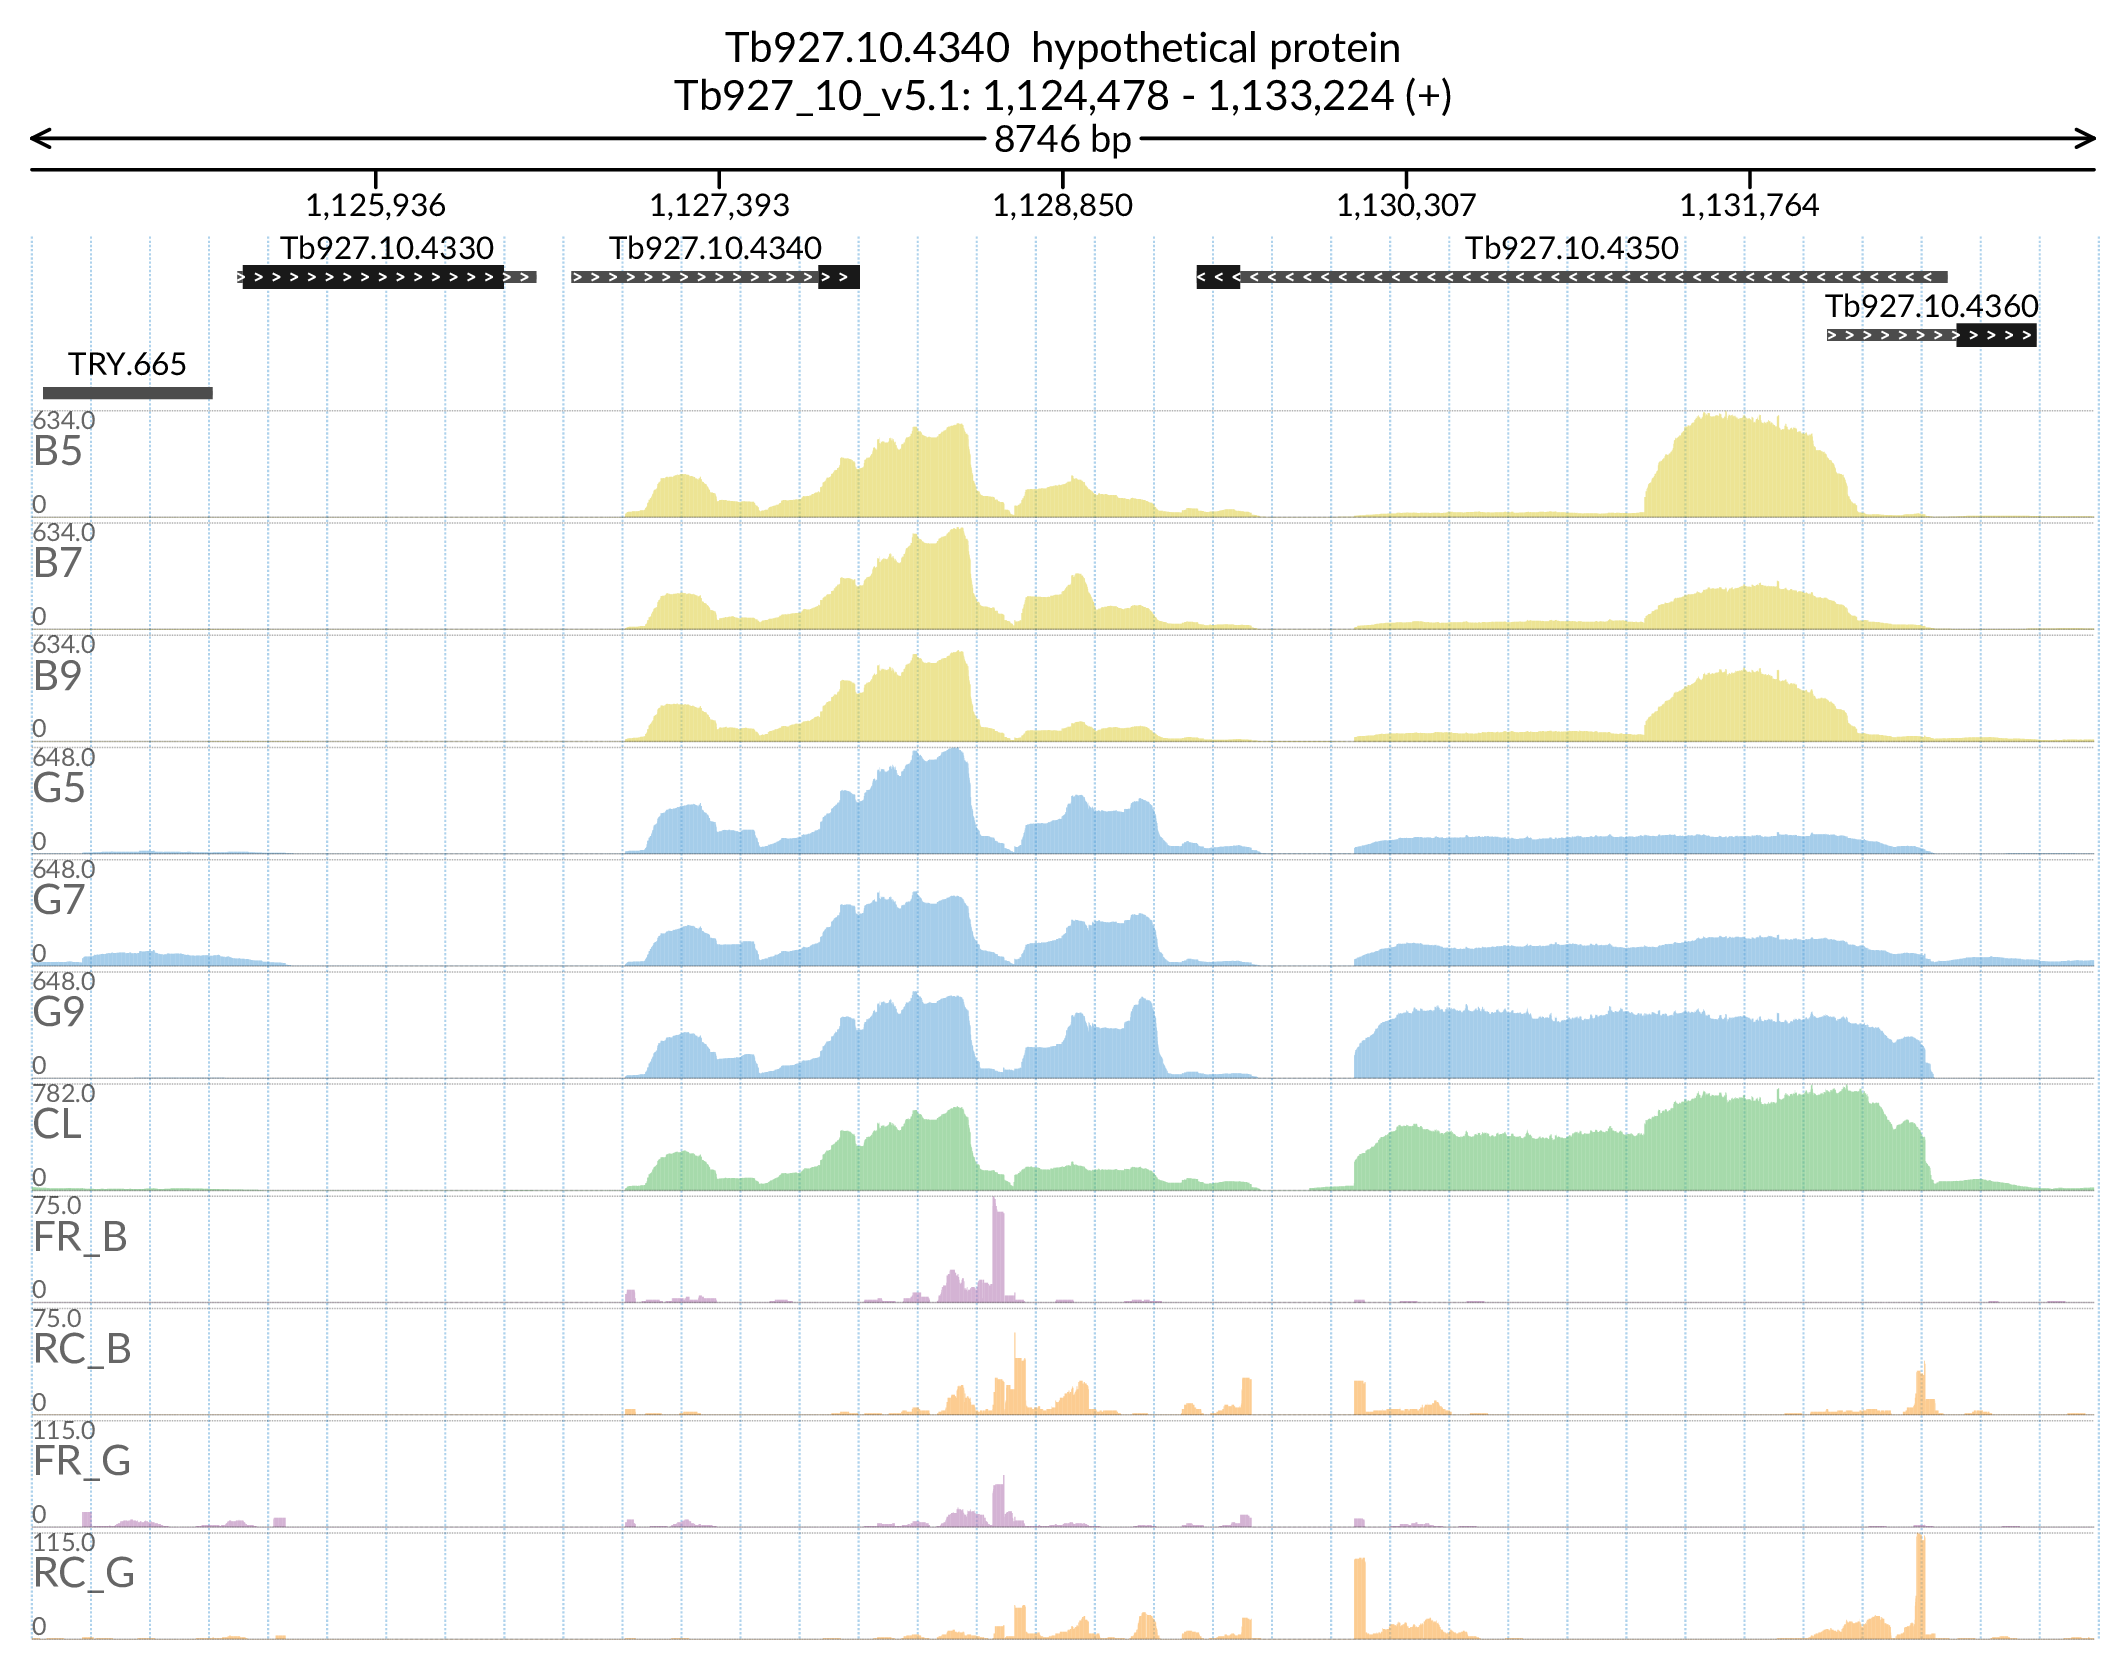 Tb927.10.4340 hypothetical protein
Tb927_10_v5.1: 1,124,478 - 1,133,224 (+)
8746 bp
1,125,936 1,127,393 1,128,850 1,130,307 1,131,764
Tb927.10.4330 Tb927.10.4340 Tb927.10.4350
Tb927.10.4360
TRY.665
634.0
B5
0
634.0
B7
0
634.0
B9
0
648.0
G5
0
648.0
G7
0
648.0
G9
0
782.0
CL
0
75.0
FR_B
0
75.0
RC_B
0
115.0
FR_G
0
115.0
RC_G
0